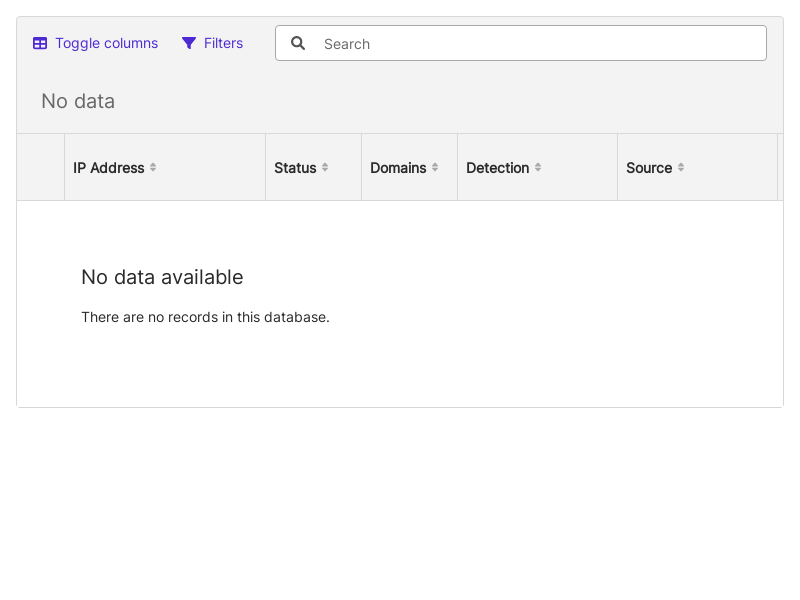 Toggle columns Filters Search
No data
IP Address Status Domains Detection Source
No data available
There are no records in this database.